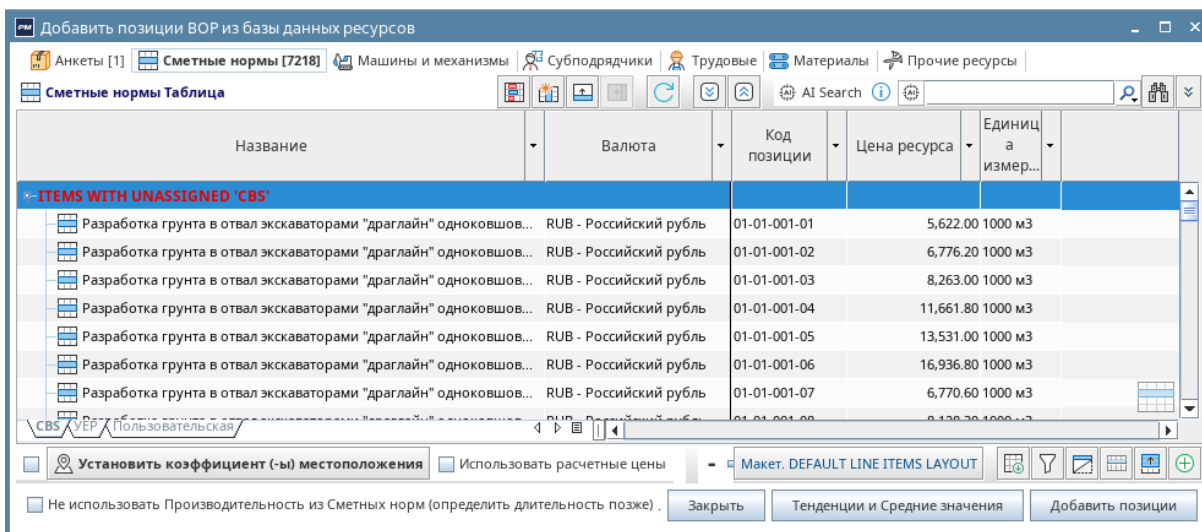 PM Добавить позиции ВОР из базы данных ресурсов
Анкеты [1] Сметные нормы [7218] Машины и механизмы Субподрядчики Трудовые Материалы Прочие ресурсы
Сметные нормы Таблица AI Search
Название Валюта Код позиции Цена ресурса Единица измер...
ITEMS WITH UNASSIGNED 'CBS'
Разработка грунта в отвал экскаваторами "драглайн" одноковшов... RUB - Российский рубль 01-01-001-01 5,622.00 1000 м3
Разработка грунта в отвал экскаваторами "драглайн" одноковшов... RUB - Российский рубль 01-01-001-02 6,776.20 1000 м3
Разработка грунта в отвал экскаваторами "драглайн" одноковшов... RUB - Российский рубль 01-01-001-03 8,263.00 1000 м3
Разработка грунта в отвал экскаваторами "драглайн" одноковшов... RUB - Российский рубль 01-01-001-04 11,661.80 1000 м3
Разработка грунта в отвал экскаваторами "драглайн" одноковшов... RUB - Российский рубль 01-01-001-05 13,531.00 1000 м3
Разработка грунта в отвал экскаваторами "драглайн" одноковшов... RUB - Российский рубль 01-01-001-06 16,936.80 1000 м3
Разработка грунта в отвал экскаваторами "драглайн" одноковшов... RUB - Российский рубль 01-01-001-07 6,770.60 1000 м3
CBS УЕР Пользовательская
Установить коэффициент (-ы) местоположения Использовать расчетные цены Макет. DEFAULT LINE ITEMS LAYOUT
Не использовать Производительность из Сметных норм (определить длительность позже) . Закрыть Тенденции и Средние значения Добавить позиции